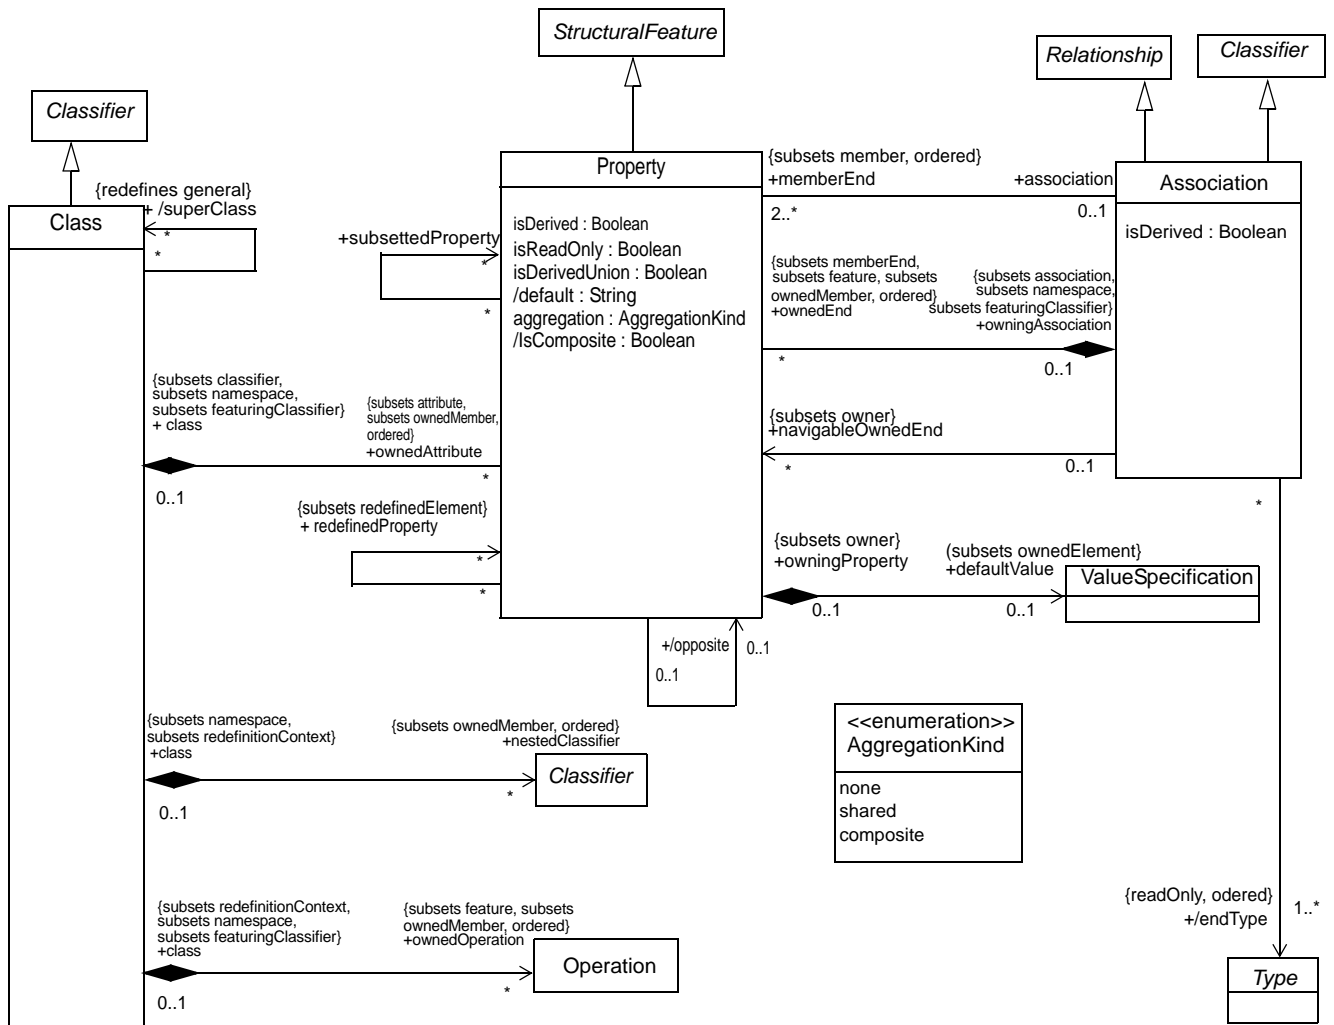 StructuralFeature
Relationship
Classifier
Classifier
{redefines general}
+ /superClass
*
*
Class
Property
isDerived : Boolean
isReadOnly : Boolean
isDerivedUnion : Boolean
/default : String
aggregation : AggregationKind
/IsComposite : Boolean
+subsettedProperty
*
*
{subsets member, ordered}
+memberEnd
2..*
+association
0..1
Association
isDerived : Boolean
{subsets memberEnd,
subsets feature, subsets
ownedMember, ordered}
+ownedEnd
*
{subsets association,
subsets namespace,
subsets featuringClassifier}
+owningAssociation
0..1
{subsets classifier,
subsets namespace,
subsets featuringClassifier}
+ class
0..1
{subsets attribute,
subsets ownedMember,
ordered}
+ownedAttribute
*
{subsets owner}
+navigableOwnedEnd
*
0..1
{subsets redefinedElement}
+ redefinedProperty
*
*
{subsets owner}
+owningProperty
0..1
(subsets ownedElement}
+defaultValue
0..1
ValueSpecification
*
+/opposite
0..1
0..1
{subsets namespace,
subsets redefinitionContext}
+class
0..1
{subsets ownedMember, ordered}
+nestedClassifier
*
Classifier
<<enumeration>>
AggregationKind
none
shared
composite
{subsets redefinitionContext,
subsets namespace,
subsets featuringClassifier}
+class
0..1
{subsets feature, subsets
ownedMember, ordered}
+ownedOperation
*
Operation
{readOnly, odered}
+/endType
1..*
Type